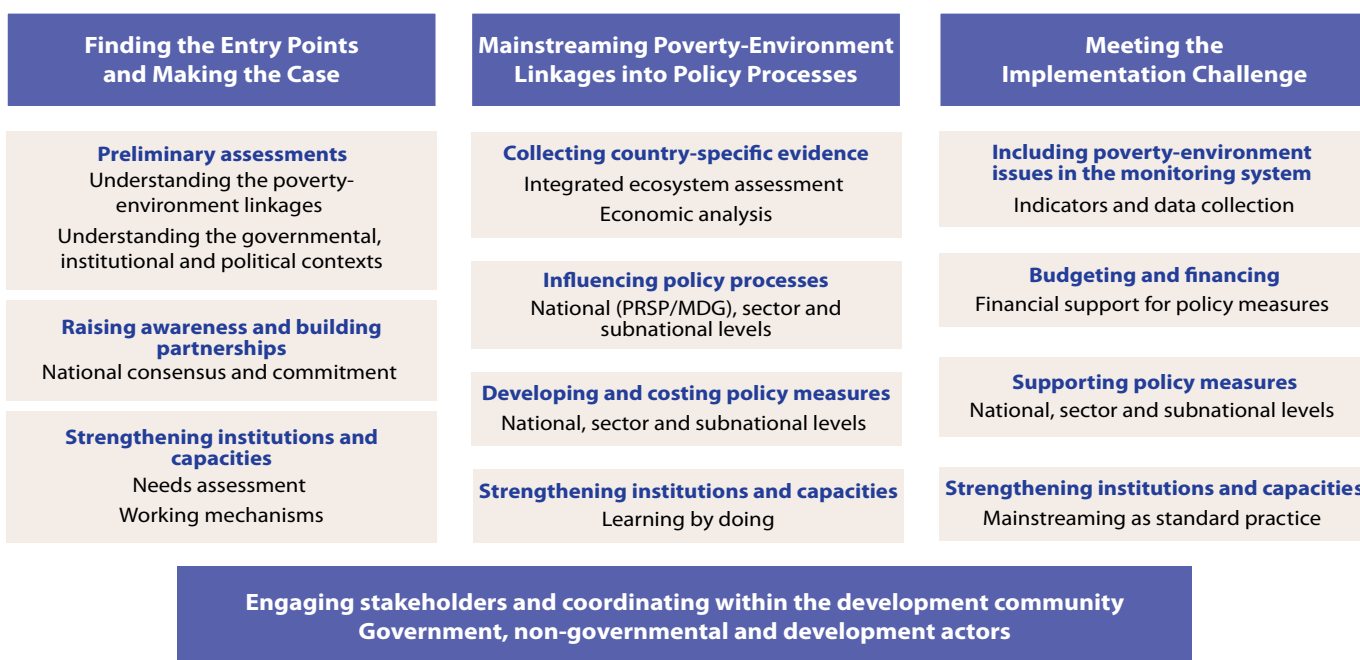 Finding the Entry Points
and Making the Case
Preliminary assessments
Understanding the poverty-
environment linkages
Understanding the governmental,
institutional and political contexts
Raising awareness and building
partnerships
National consensus and commitment
Strengthening institutions and
capacities
Needs assessment
Working mechanisms
Mainstreaming Poverty-Environment
Linkages into Policy Processes
Collecting country-specific evidence
Integrated ecosystem assessment
Economic analysis
Influencing policy processes
National (PRSP/MDG), sector and
subnational levels
Developing and costing policy measures
National, sector and subnational levels
Strengthening institutions and capacities
Learning by doing
Meeting the
Implementation Challenge
Including poverty-environment
issues in the monitoring system
Indicators and data collection
Budgeting and financing
Financial support for policy measures
Supporting policy measures
National, sector and subnational levels
Strengthening institutions and capacities
Mainstreaming as standard practice
Engaging stakeholders and coordinating within the development community
Government, non-governmental and development actors